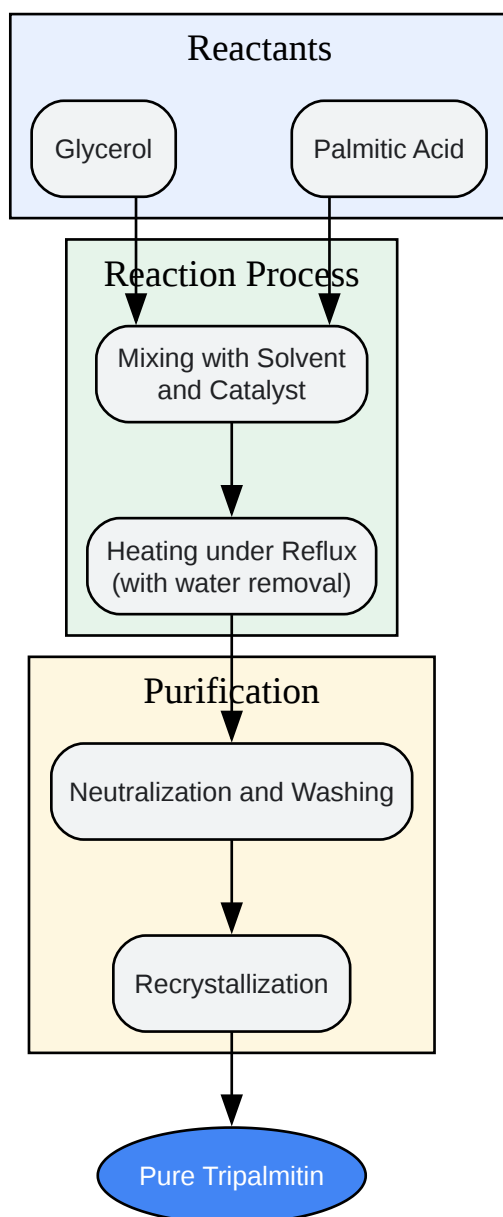 Reactants
Glycerol
Palmitic Acid
Reaction Process
Mixing with Solvent
and Catalyst
Heating under Reflux
(with water removal)
Purification
Neutralization and Washing
Recrystallization
Pure Tripalmitin